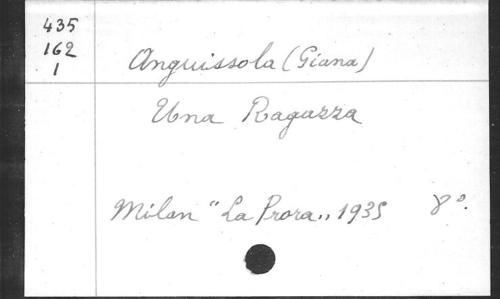 435
162
1
Anguissola (Giana)
Una Ragazza
Milan "La Prora„ 1935 8°.